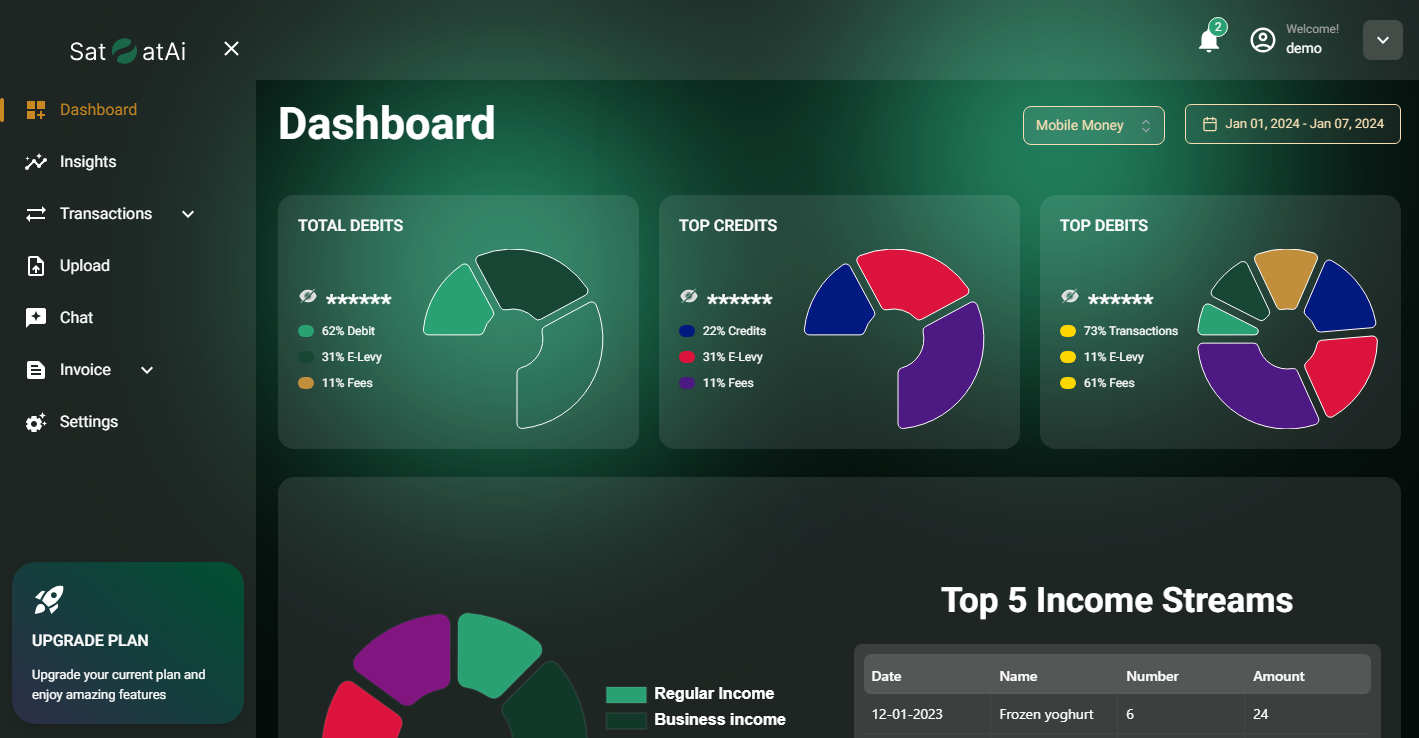 Sat atAi
2
Welcome!
demo
Dashboard
Insights
Transactions
Upload
Chat
Invoice
Settings
UPGRADE PLAN
Upgrade your current plan and
enjoy amazing features
Dashboard
Mobile Money
Jan 01, 2024 - Jan 07, 2024
TOTAL DEBITS
******
62% Debit
31% E-Levy
11% Fees
TOP CREDITS
******
22% Credits
31% E-Levy
11% Fees
TOP DEBITS
******
73% Transactions
11% E-Levy
61% Fees
Regular Income
Business income
Top 5 Income Streams
Date Name Number Amount
12-01-2023 Frozen yoghurt 6 24